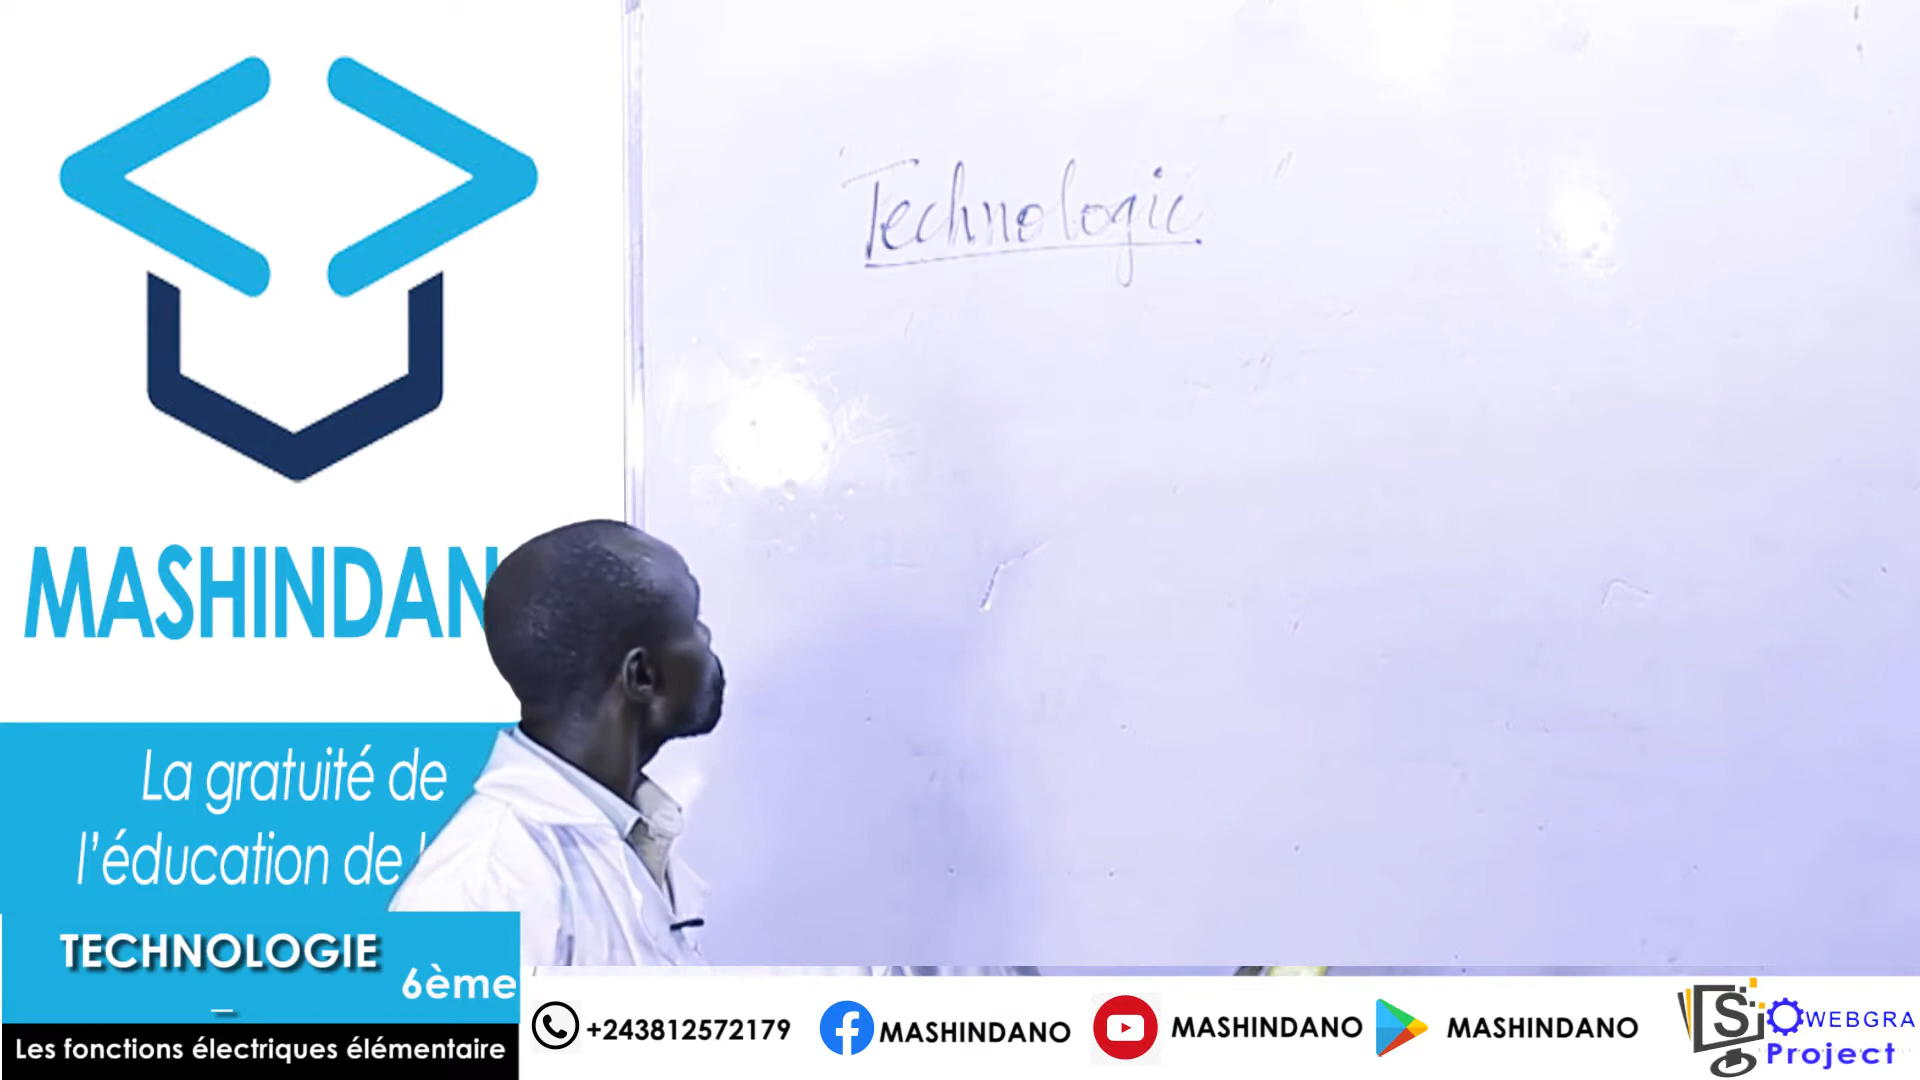 Technologie
MASHINDAN
La gratuité de
l'éducation de
TECHNOLOGIE
6ème
Les fonctions électriques élémentaire
+243812572179
MASHINDANO
MASHINDANO
MASHINDANO
Si WEBGRA
Project